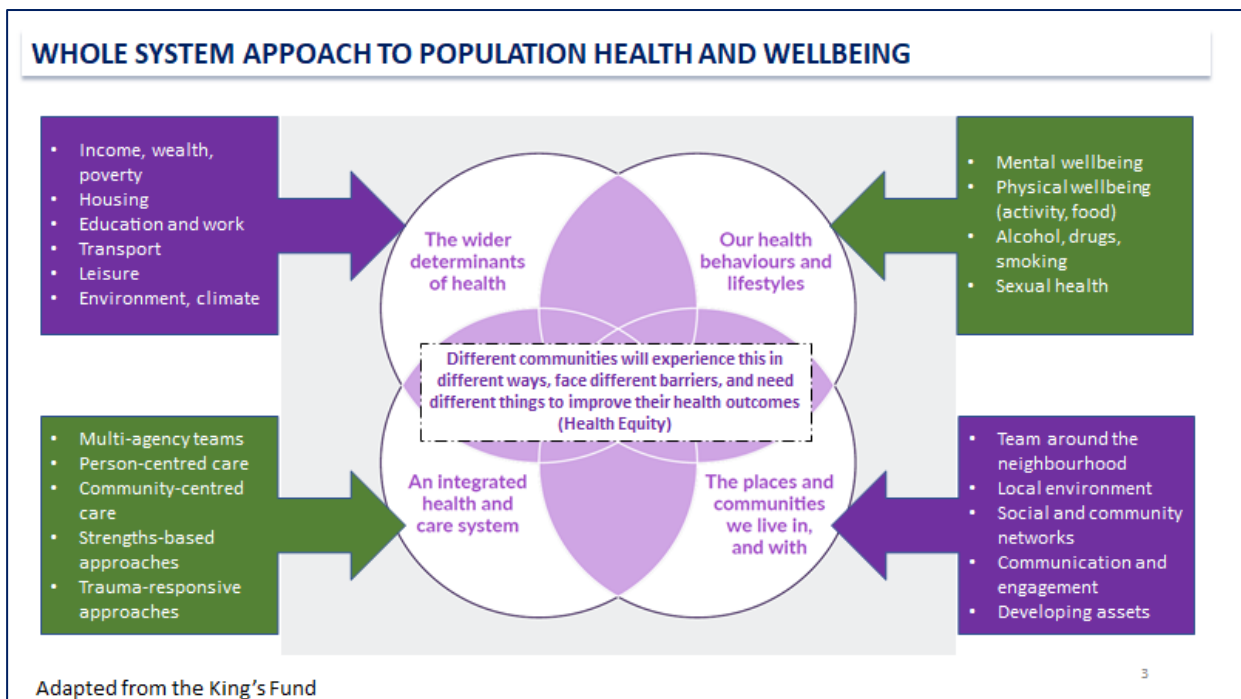 WHOLE SYSTEM APPOACH TO POPULATION HEALTH AND WELLBEING
• Income, wealth,
poverty
• Housing
• Education and work
• Transport
• Leisure
• Environment, climate
• Mental wellbeing
• Physical wellbeing
(activity, food)
• Alcohol, drugs,
smoking
• Sexual health
The wider
determinants
of health
Our health
behaviours and
lifestyles
Different communities will experience this in
different ways, face different barriers, and need
different things to improve their health outcomes
(Health Equity)
• Multi-agency teams
• Person-centred care
• Community-centred
care
• Strengths-based
approaches
• Trauma-responsive
approaches
An integrated
health and
care system
The places and
communities
we live in,
and with
• Team around the
neighbourhood
• Local environment
• Social and community
networks
• Communication and
engagement
• Developing assets
Adapted from the King's Fund
3